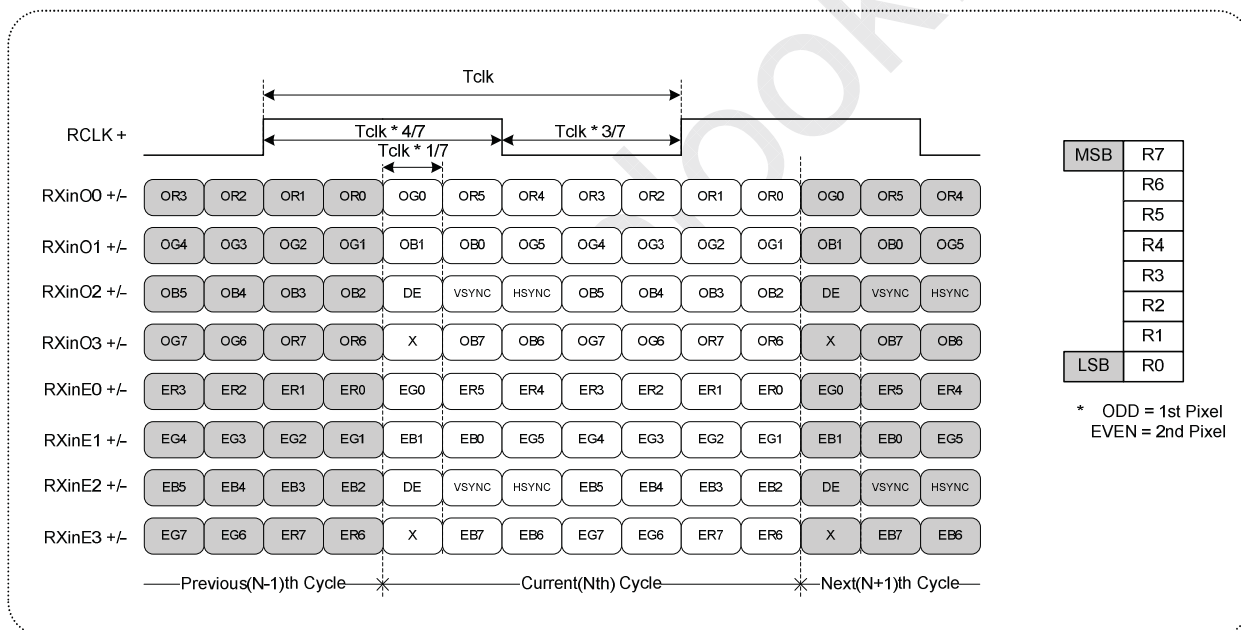 Tclk
RCLK +
Tclk * 4/7
Tclk * 3/7
Tclk * 1/7
RXinO0 +/- OR3 OR2 OR1 OR0 OG0 OR5 OR4 OR3 OR2 OR1 OR0 OG0 OR5 OR4
RXinO1 +/- OG4 OG3 OG2 OG1 OB1 OB0 OG5 OG4 OG3 OG2 OG1 OB1 OB0 OG5
RXinO2 +/- OB5 OB4 OB3 OB2 DE VSYNC HSYNC OB5 OB4 OB3 OB2 DE VSYNC HSYNC
RXinO3 +/- OG7 OG6 OR7 OR6 X OB7 OB6 OG7 OG6 OR7 OR6 X OB7 OB6
RXinE0 +/- ER3 ER2 ER1 ER0 EG0 ER5 ER4 ER3 ER2 ER1 ER0 EG0 ER5 ER4
RXinE1 +/- EG4 EG3 EG2 EG1 EB1 EB0 EG5 EG4 EG3 EG2 EG1 EB1 EB0 EG5
RXinE2 +/- EB5 EB4 EB3 EB2 DE VSYNC HSYNC EB5 EB4 EB3 EB2 DE VSYNC HSYNC
RXinE3 +/- EG7 EG6 ER7 ER6 X EB7 EB6 EG7 EG6 ER7 ER6 X EB7 EB6
Previous(N-1)th Cycle Current(Nth) Cycle Next(N+1)th Cycle
MSB R7
R6
R5
R4
R3
R2
R1
LSB R0
* ODD = 1st Pixel
EVEN = 2nd Pixel